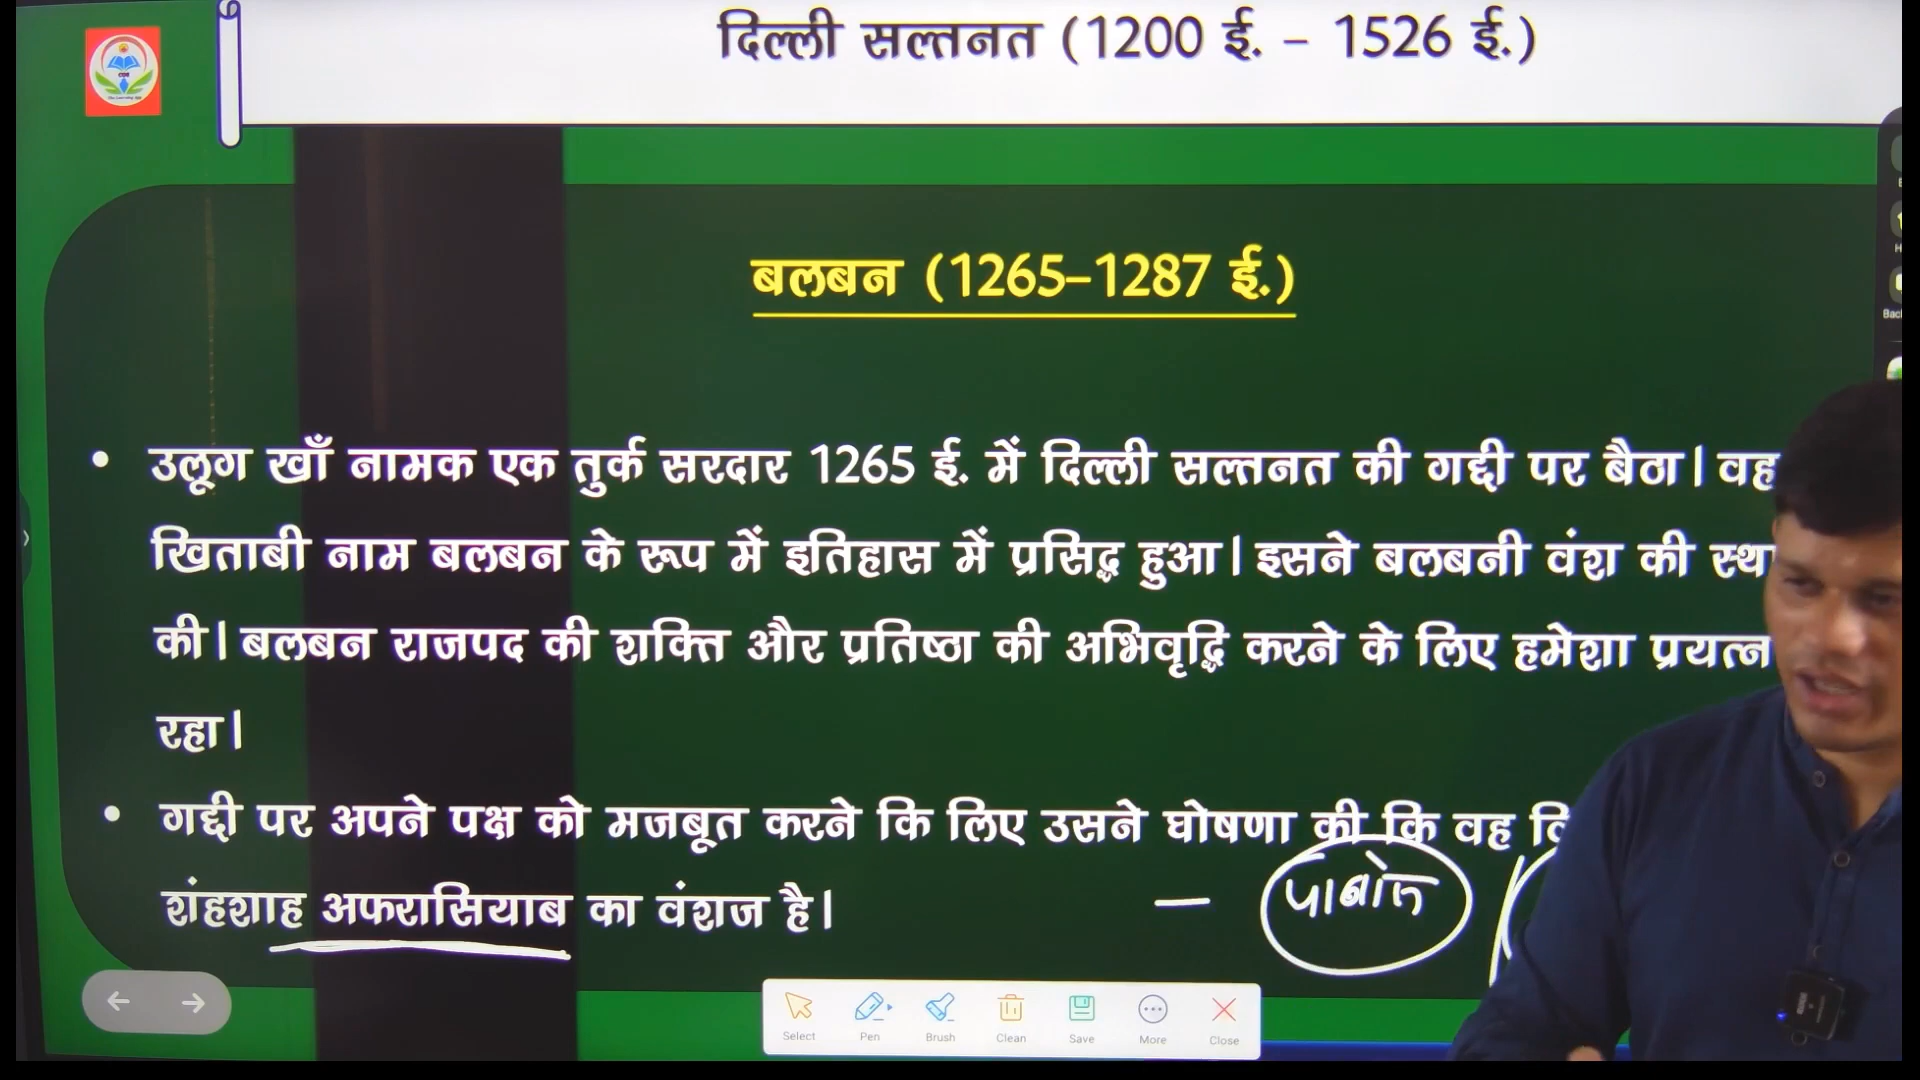 दिल्ली सल्तनत (1200 ई. – 1526 ई.)
बलबन (1265–1287 ई.)
• उलूग खाँ नामक एक तुर्क सरदार 1265 ई. में दिल्ली सल्तनत की गद्दी पर बैठा। वह
खिताबी नाम बलबन के रूप में इतिहास में प्रसिद्ध हुआ। इसने बलबनी वंश की स्था
की। बलबन राजपद की शक्ति और प्रतिष्ठा की अभिवृद्धि करने के लिए हमेशा प्रयत्न
रहा।
• गद्दी पर अपने पक्ष को मजबूत करने कि लिए उसने घोषणा की कि वह
शंहशाह अफरासियाब का वंशज है। —
Select Pen Brush Clean Save More Close